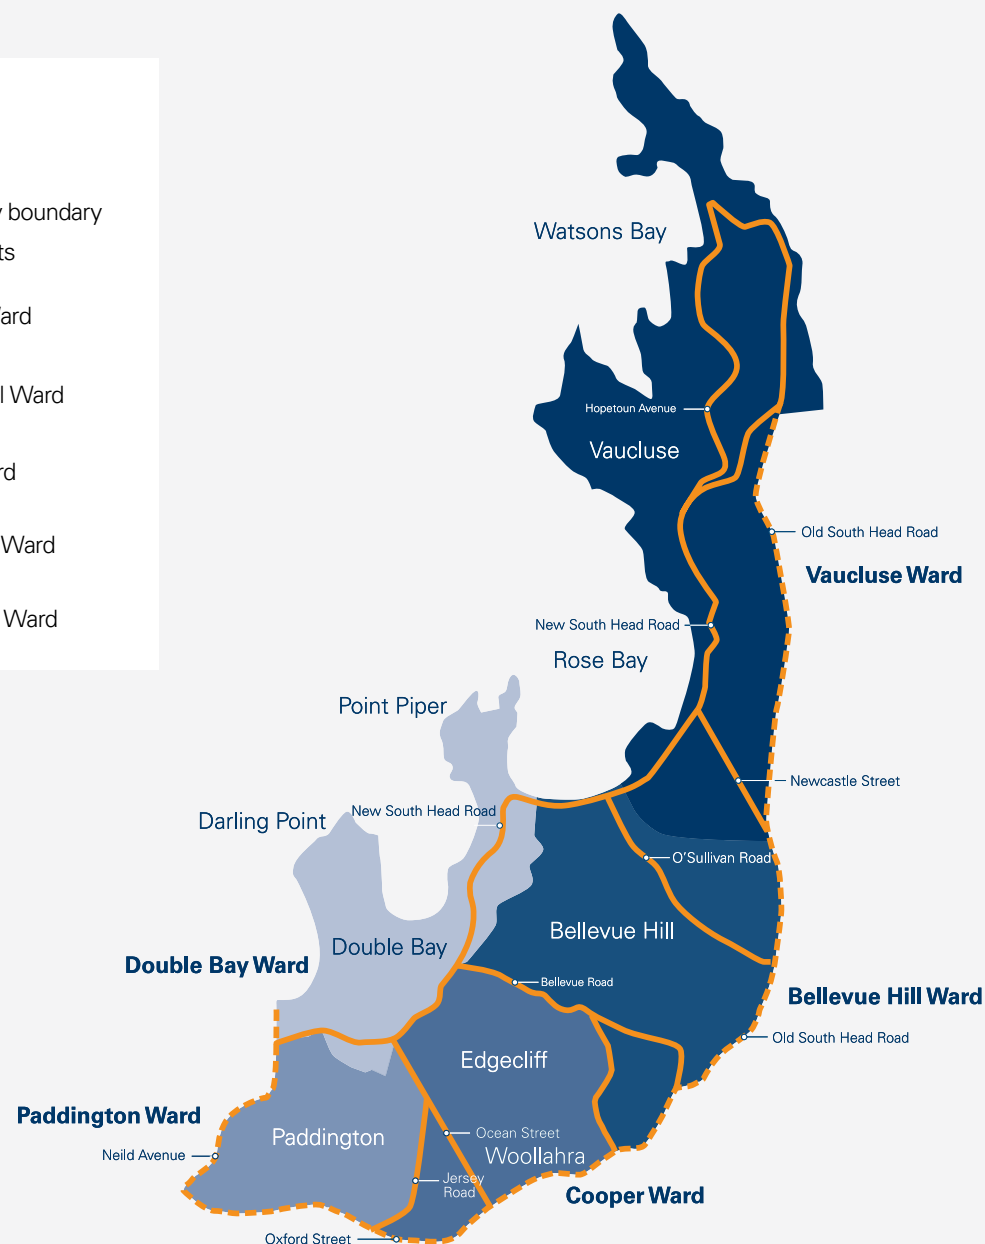 boundary
ts
Ward
l Ward
rd
Ward
Ward
Watsons Bay
Hopetoun Avenue
Vaucluse
Old South Head Road
Vaucluse Ward
New South Head Road
Rose Bay
Point Piper
Newcastle Street
New South Head Road
Darling Point
O'Sullivan Road
Bellevue Hill
Double Bay
Double Bay Ward
Bellevue Road
Bellevue Hill Ward
Old South Head Road
Edgecliff
Paddington Ward
Paddington
Ocean Street
Neild Avenue
Woollahra
Jersey
Road
Cooper Ward
Oxford Street